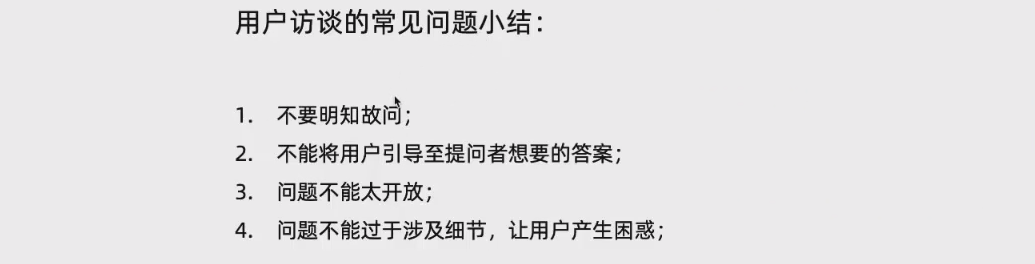 用户访谈的常见问题小结：
1. 不要明知故问；
2. 不能将用户引导至提问者想要的答案；
3. 问题不能太开放；
4. 问题不能过于涉及细节，让用户产生困惑；